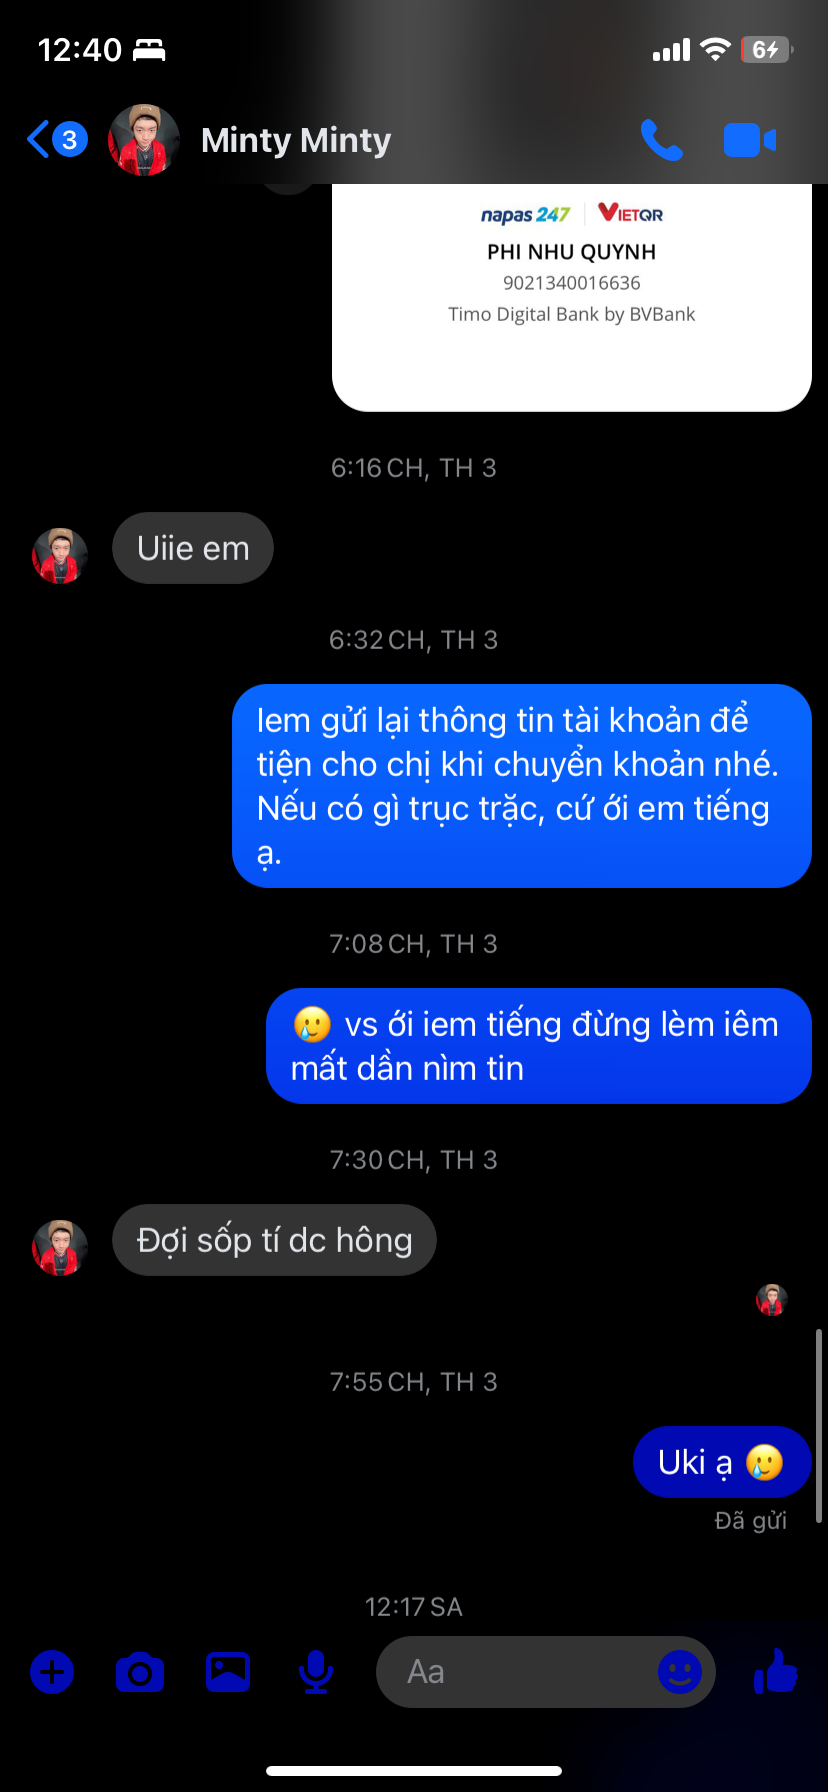 12:40
6
3
Minty Minty
napas 247 VIETQR
PHI NHU QUYNH
9021340016636
Timo Digital Bank by BVBank
6:16 CH, TH 3
Uiie em
6:32 CH, TH 3
Iem gửi lại thông tin tài khoản để
tiện cho chị khi chuyển khoản nhé.
Nếu có gì trục trặc, cứ ới em tiếng
ạ.
7:08 CH, TH 3
🥲 vs ới iem tiếng đừng lèm iêm
mất dần nìm tin
7:30 CH, TH 3
Đợi sốp tí dc hông
7:55 CH, TH 3
Uki ạ 🥲
Đã gửi
12:17 SA
Aa